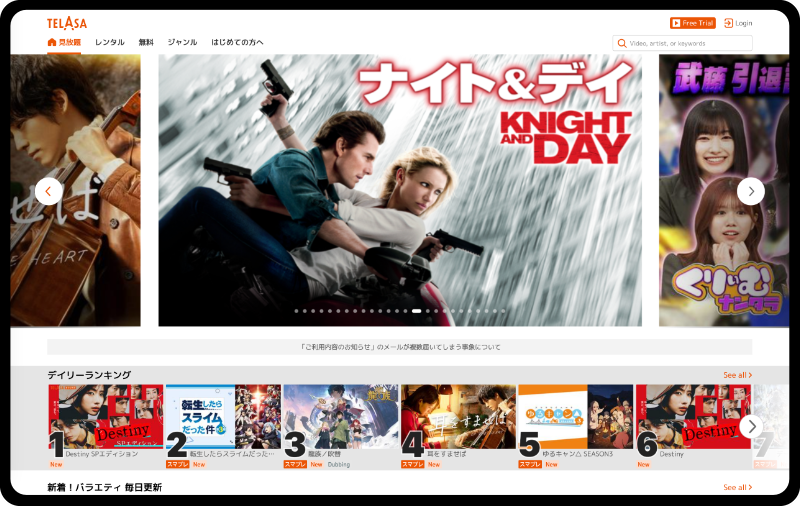 TELASA
Free Trial
Login
見放題
レンタル
無料
ジャンル
はじめての方へ
Video, artist, or keywords
ナイト&デイ
KNIGHT
AND DAY
せば
HEART
武藤 引退
くりぃむ
ナンタラ
「ご利用内容のお知らせ」のメールが複数届いてしまう事象について
デイリーランキング
See all
Destiny
SPエディション
転生したら
スライム
だった件
龍族
耳をすませば
ゆるキャン△
Destiny
1
2
3
4
5
6
7
Destiny SPエディション
転生したらスライムだった…
龍族/吹替
耳をすませば
ゆるキャン△ SEASON3
Destiny
New
スマプレ New
スマプレ New Dubbing
スマプレ New
スマプレ New
New
新着!バラエティ 毎日更新
See all